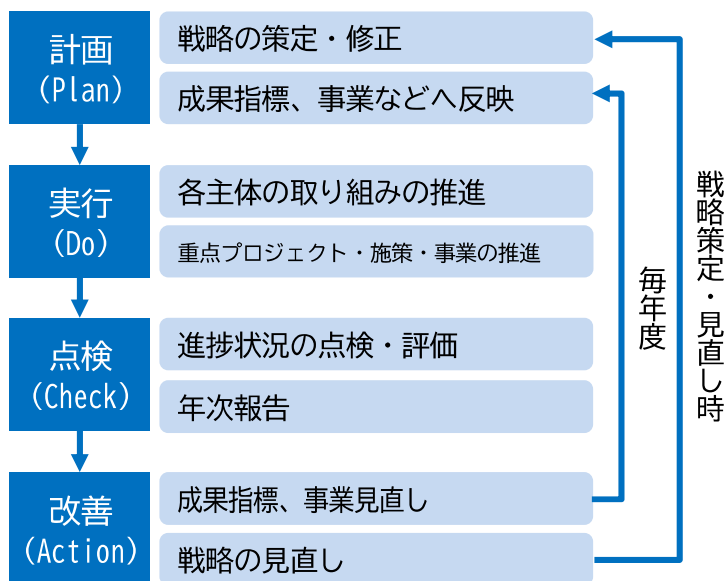 計画
(Plan)
戦略の策定・修正
成果指標、事業などへ反映
実行
(Do)
各主体の取り組みの推進
重点プロジェクト・施策・事業の推進
点検
(Check)
進捗状況の点検・評価
年次報告
改善
(Action)
成果指標、事業見直し
戦略の見直し
毎年度
戦略策定・見直し時